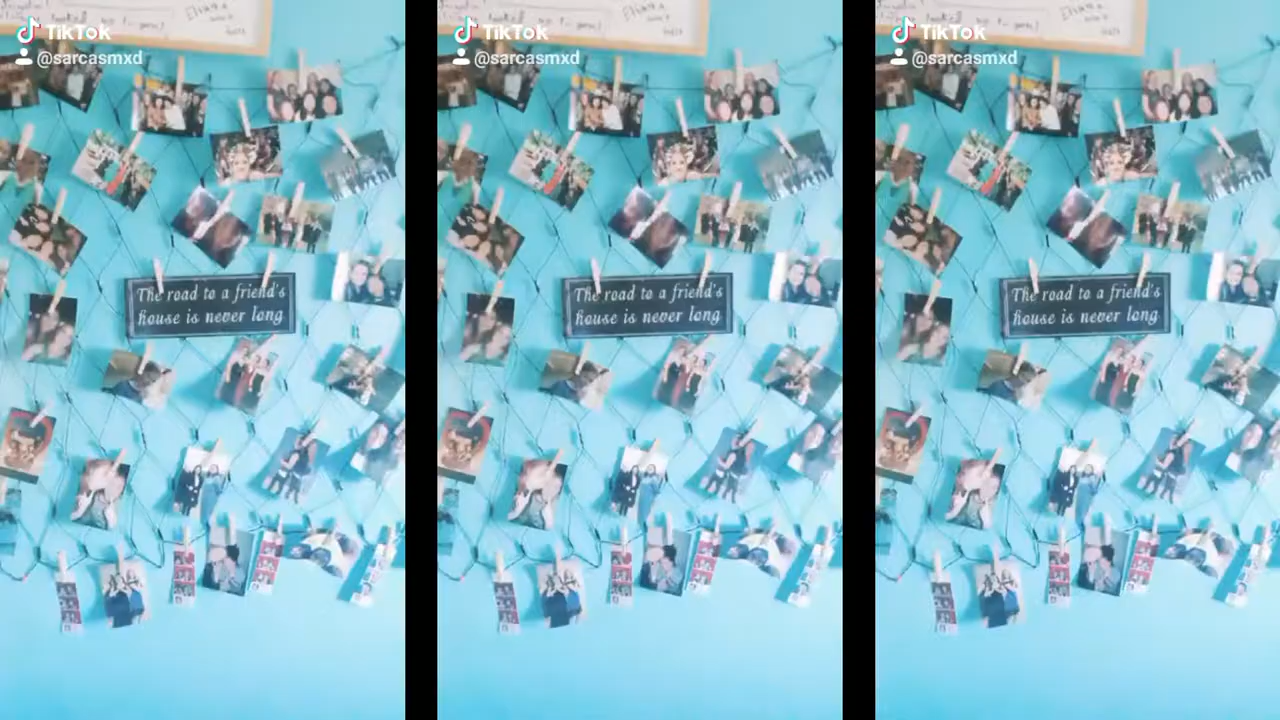 TikTok
@sarcasmxd
The road to a friend's
house is never long
TikTok
@sarcasmxd
The road to a friend's
house is never long
TikTok
@sarcasmxd
The road to a friend's
house is never long